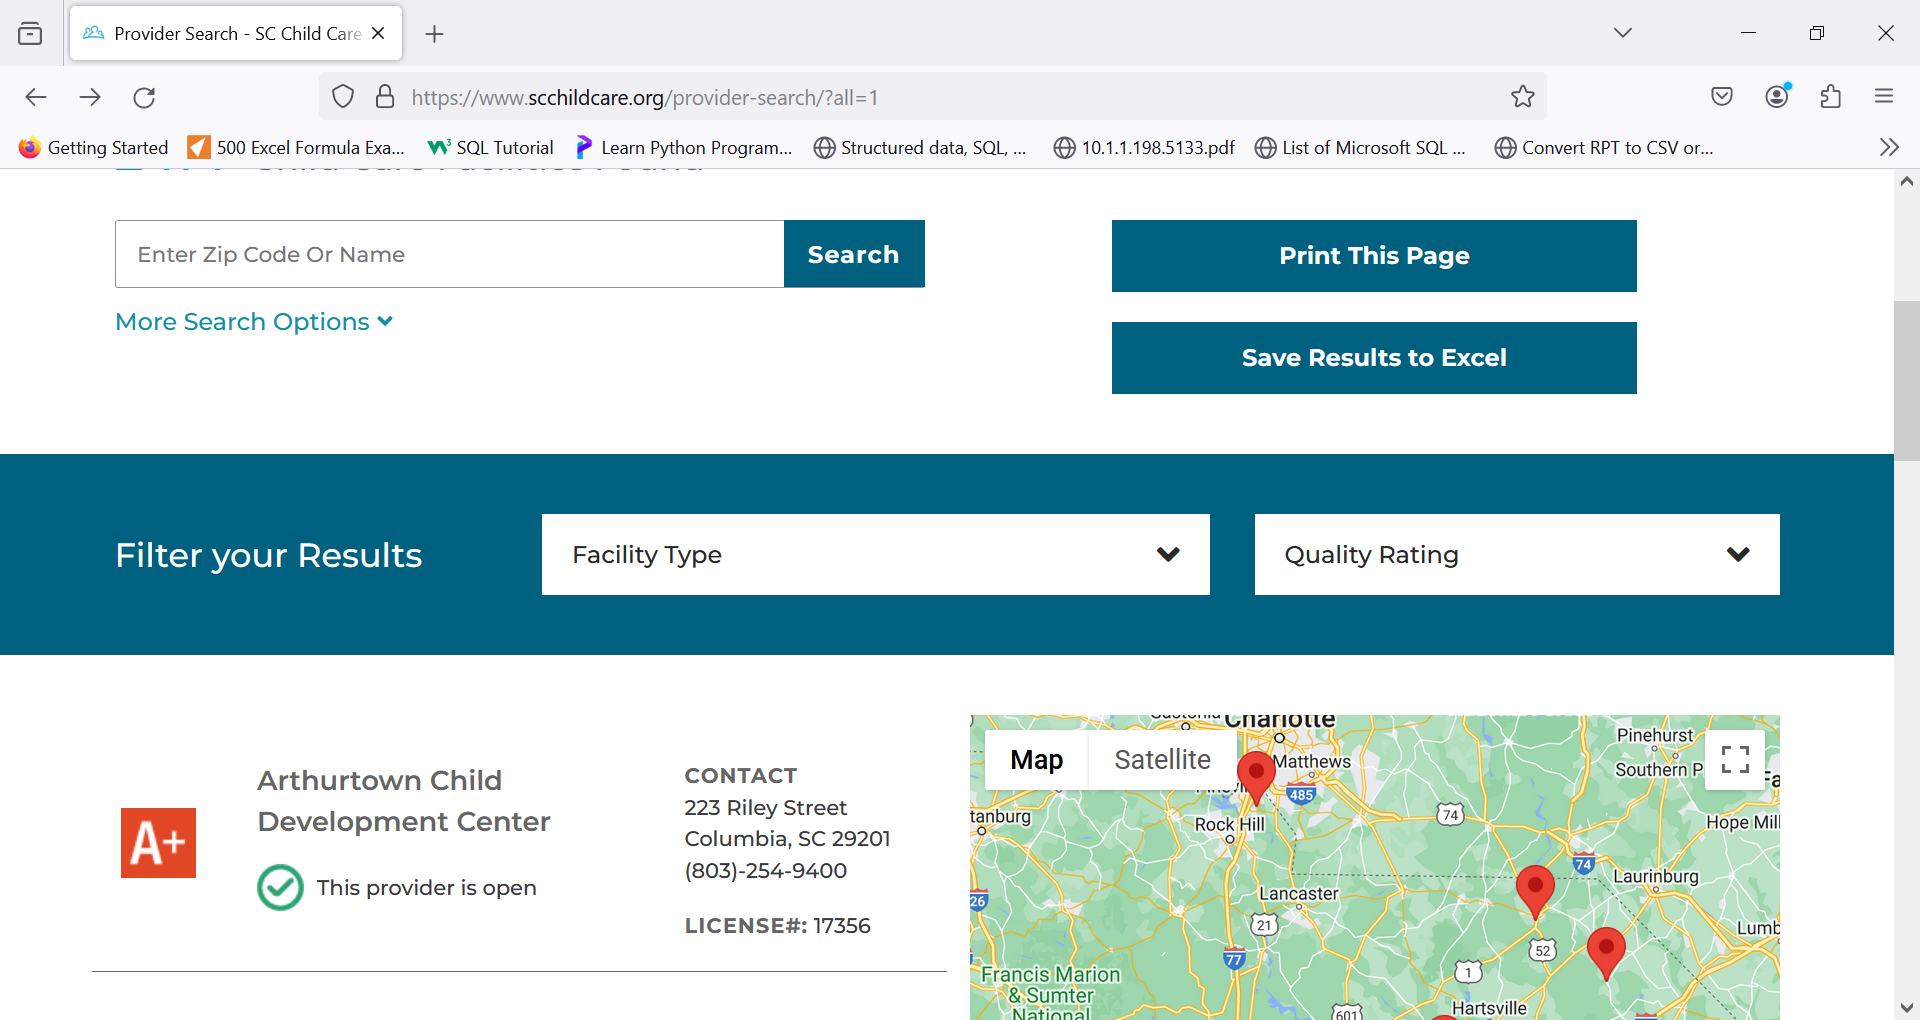 Provider Search - SC Child Care
https://www.scchildcare.org/provider-search/?all=1
Getting Started
500 Excel Formula Exa...
SQL Tutorial
Learn Python Program...
Structured data, SQL, ...
10.1.1.198.5133.pdf
List of Microsoft SQL ...
Convert RPT to CSV or...
Child Care Facilities Found
Enter Zip Code Or Name
Search
More Search Options
Print This Page
Save Results to Excel
Filter your Results
Facility Type
Quality Rating
A+
Arthurtown Child
Development Center
This provider is open
CONTACT
223 Riley Street
Columbia, SC 29201
(803)-254-9400
LICENSE#: 17356
Map
Satellite
Charlotte
Matthews
Pinehurst
Southern P
Fa
485
tanburg
Rock Hill
74
Hope Mill
74
Laurinburg
Lancaster
26
21
Lumb
52
77
Francis Marion
& Sumter
National
1
601
Hartsville